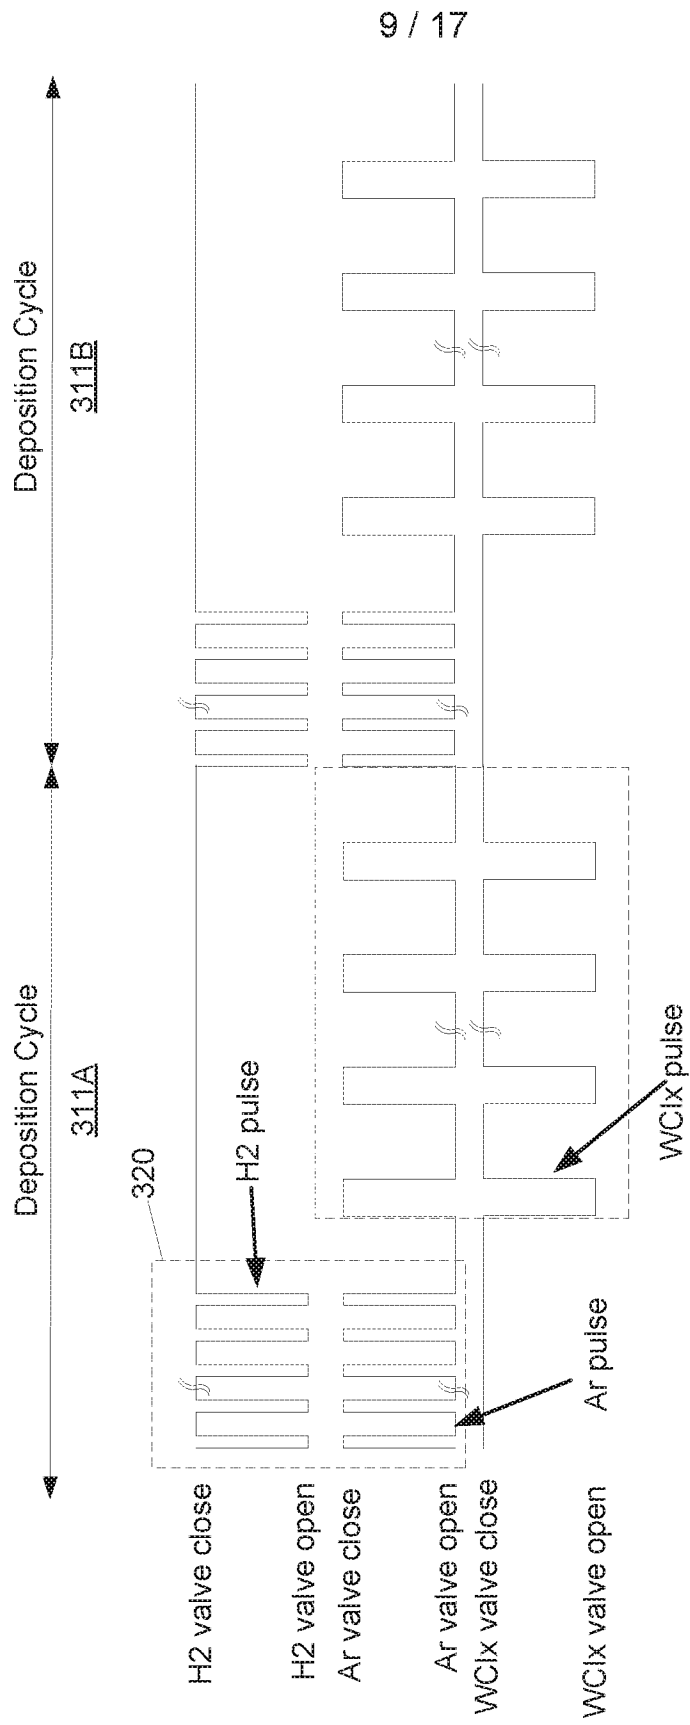 9 / 17
Deposition Cycle
311A
Deposition Cycle
311B
320
H2 pulse
H2 valve close
H2 valve open
Ar valve close
Ar valve open
WClx valve close
WClx valve open
Ar pulse
WClx pulse